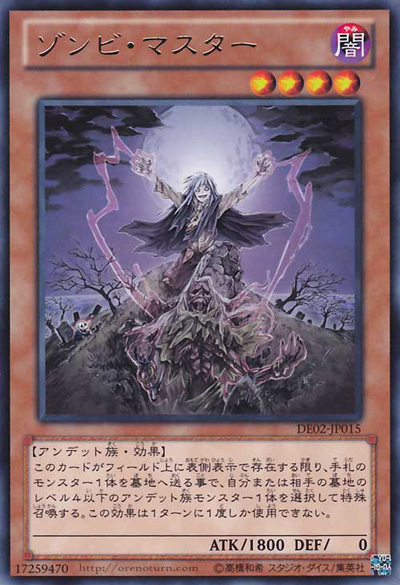 ゾンビ・マスター
闇
やみ
DE02-JP015
【アンデット族・効果】
このカードがフィールド上に表側表示で存在する限り、手札の
モンスター1体を墓地へ送る事で、自分または相手の墓地の
レベル4以下のアンデット族モンスター1体を選択して特殊
召喚する。この効果は1ターンに1度しか使用できない。
ATK/1800 DEF/ 0
17259470
http://orenoturn.com/
©高橋和希 スタジオ・ダイス/集英社